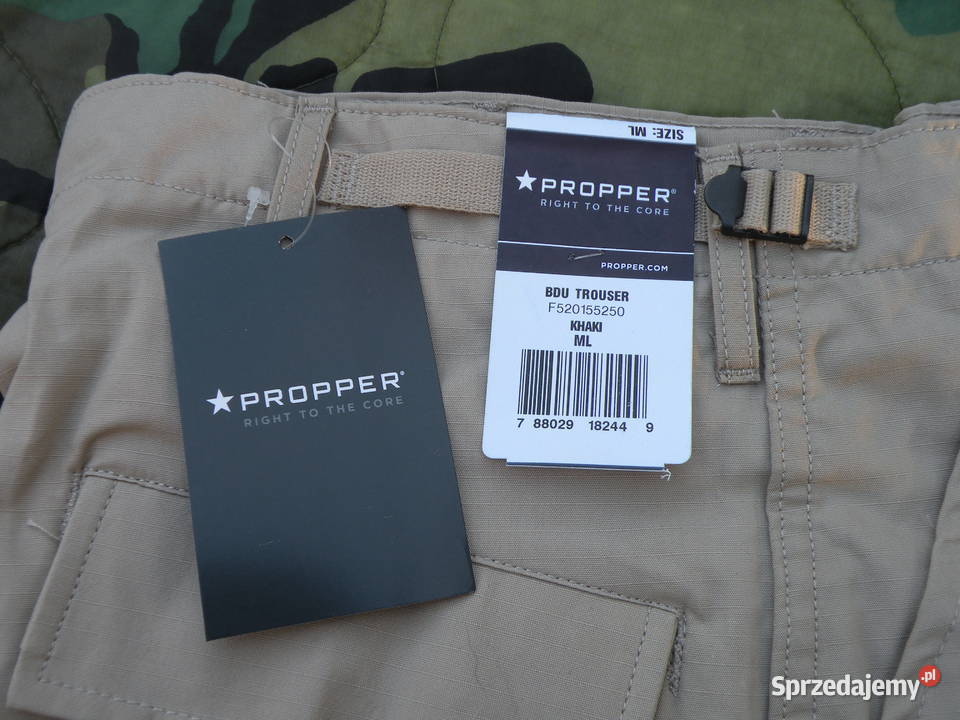 SIZE: ML
PROPPER®
RIGHT TO THE CORE
PROPPER.COM
BDU TROUSER
F520155250
KHAKI
ML
7 88029 18244 9
PROPPER®
RIGHT TO THE CORE
Sprzedajemy.pl